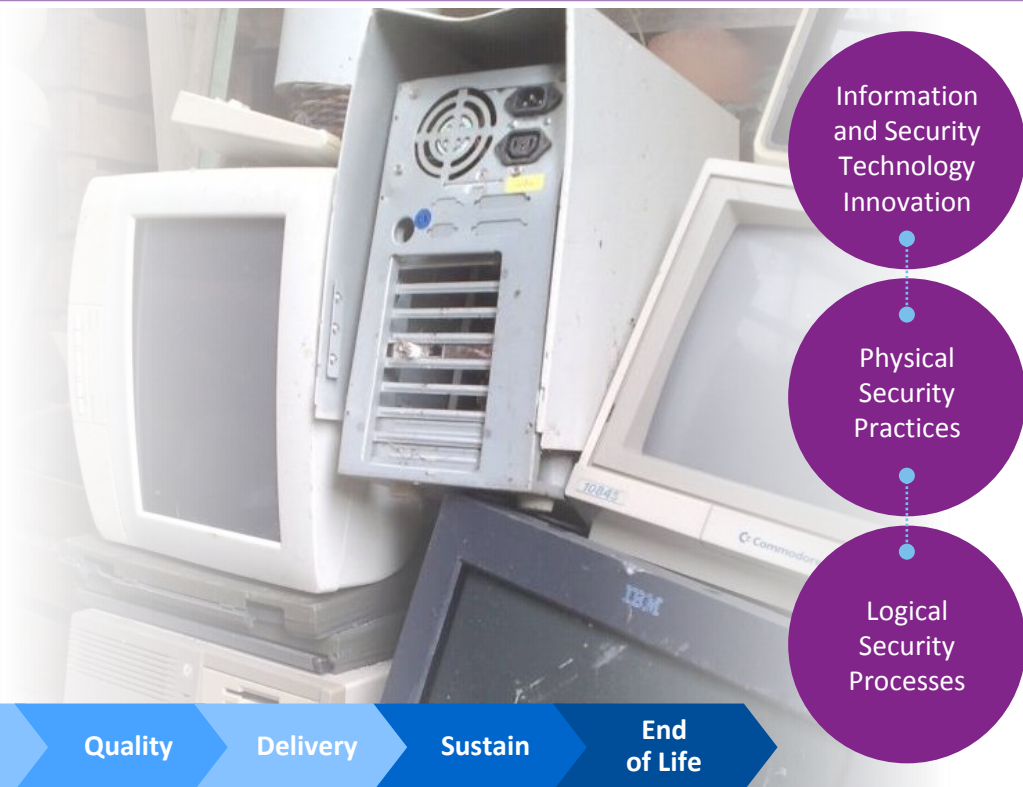 Information
and Security
Technology
Innovation
Physical
Security
Practices
10845
Commodore
IBM
Logical
Security
Processes
Quality
Delivery
Sustain
End
of Life